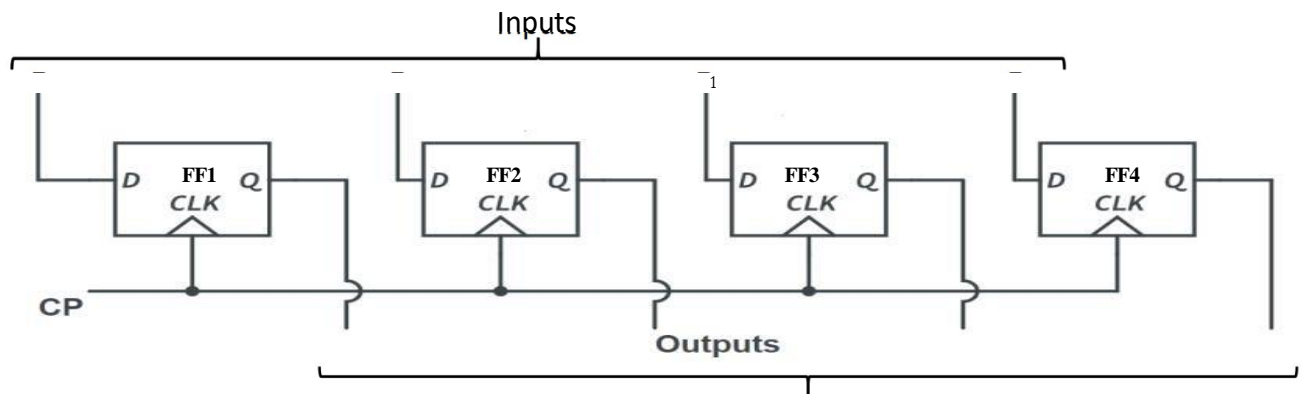 Inputs
1
FF1 FF2 FF3 FF4
D Q D Q D Q D Q
CLK CLK CLK CLK
CP
Outputs